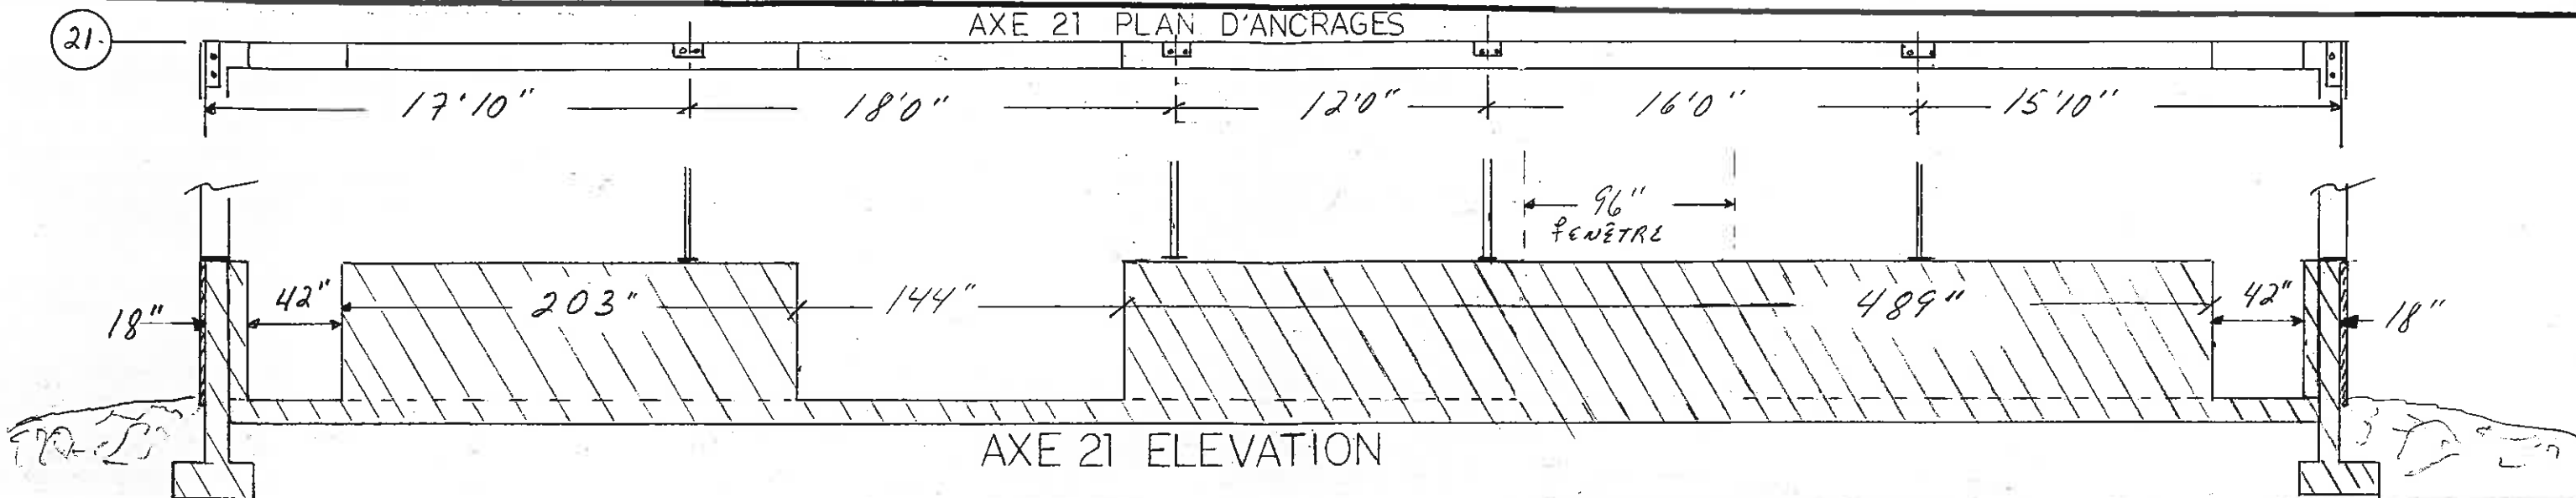 AXE 21 PLAN D'ANCRAGES
21
17'10" 18'0" 12'0" 16'0" 15'10"
96"
FENÊTRE
18" 42" 203" 144" 489" 42" 18"
AXE 21 ELEVATION